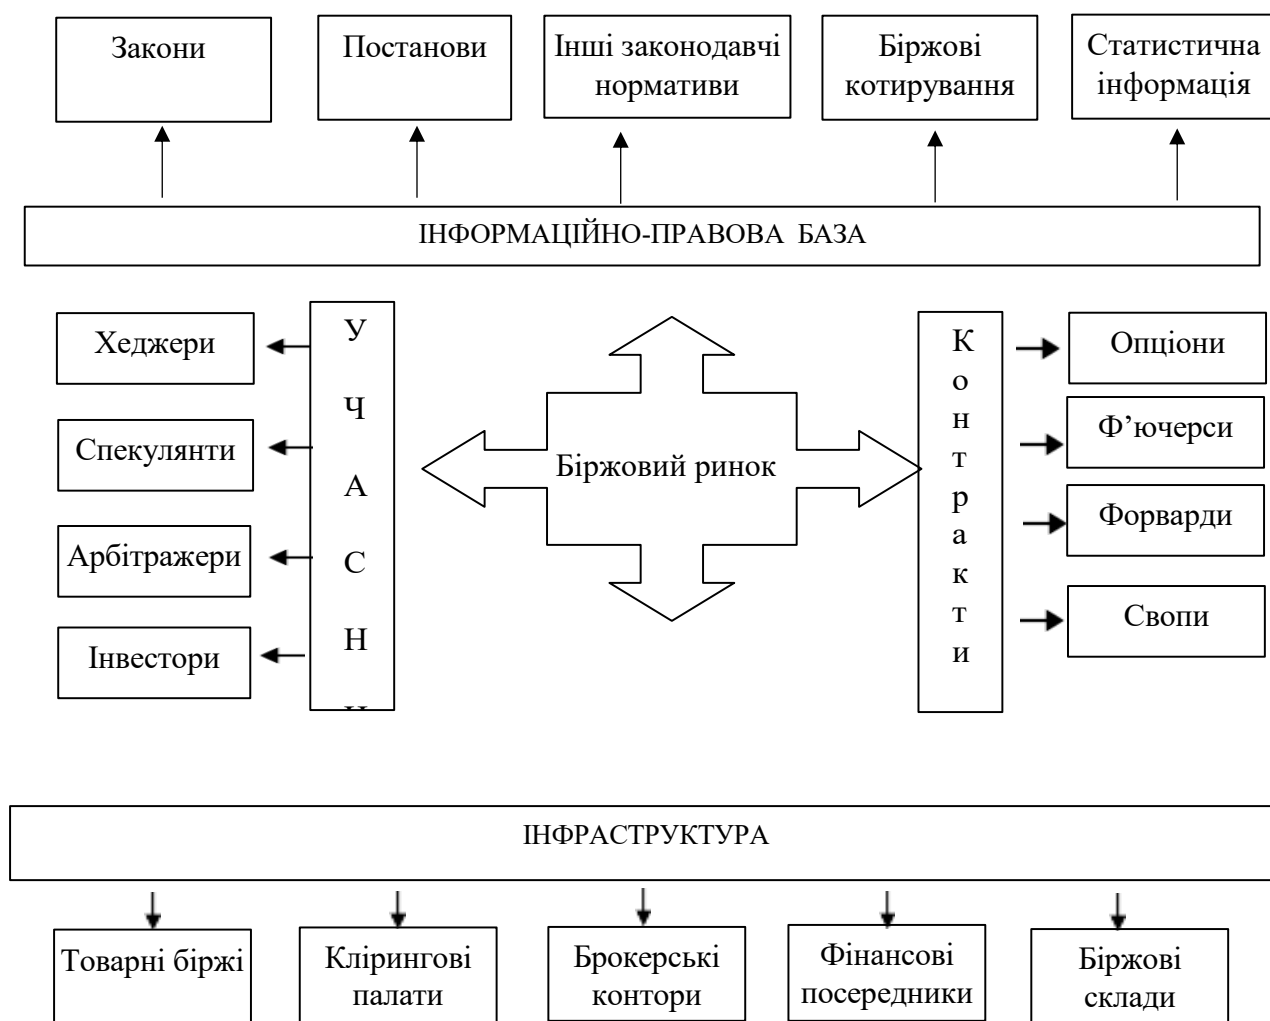 Закони
Постанови
Інші законодавчі
нормативи
Біржові
котирування
Статистична
інформація
ІНФОРМАЦІЙНО-ПРАВОВА БАЗА
Хеджери
Спекулянти
Арбітражери
Інвестори
У
Ч
А
С
Н
Біржовий ринок
К
о
н
т
р
а
к
т
и
Опціони
Ф’ючерси
Форварди
Свопи
ІНФРАСТРУКТУРА
Товарні біржі
Клірингові
палати
Брокерські
контори
Фінансові
посередники
Біржові
склади